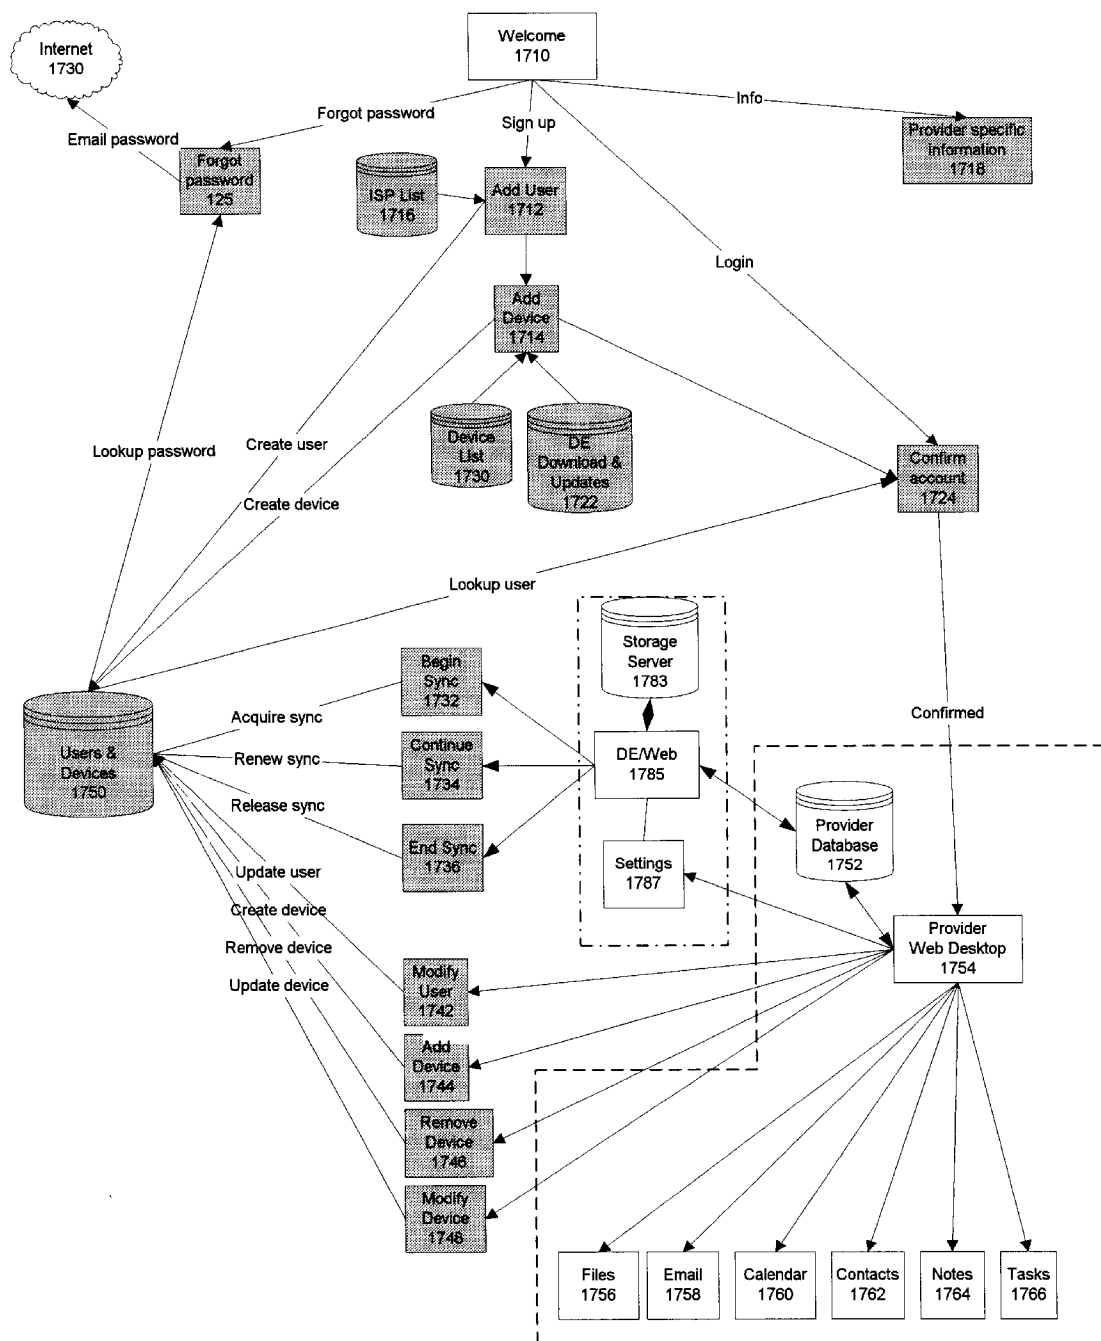 Welcome
1710
Internet
1730
Info
Forgot password
Sign up
Email password
Provider specific
information
1718
Forgot
password
125
ISP List
1716
Add User
1712
Login
Add
Device
1714
Device
List
1730
DE
Download &
Updates
1722
Create user
Lookup password
Create device
Confirm
account
1724
Lookup user
Storage
Server
1783
Begin
Sync
1732
Acquire sync
Confirmed
Users &
Devices
1750
Renew sync
Continue
Sync
1734
DE/Web
1785
Release sync
Provider
Database
1752
End Sync
1736
Settings
1787
Update user
Create device
Remove device
Update device
Provider
Web Desktop
1754
Modify
User
1742
Add
Device
1744
Remove
Device
1746
Modify
Device
1748
Files
1756
Email
1758
Calendar
1760
Contacts
1762
Notes
1764
Tasks
1766